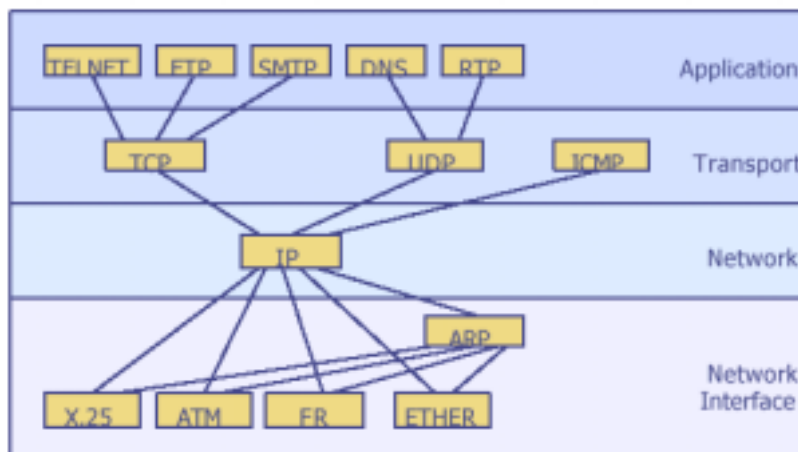 TELNET FTP SMTP DNS RTP Application
TCP UDP ICMP Transport
IP Network
ARP
Network
Interface
X.25 ATM FR ETHER